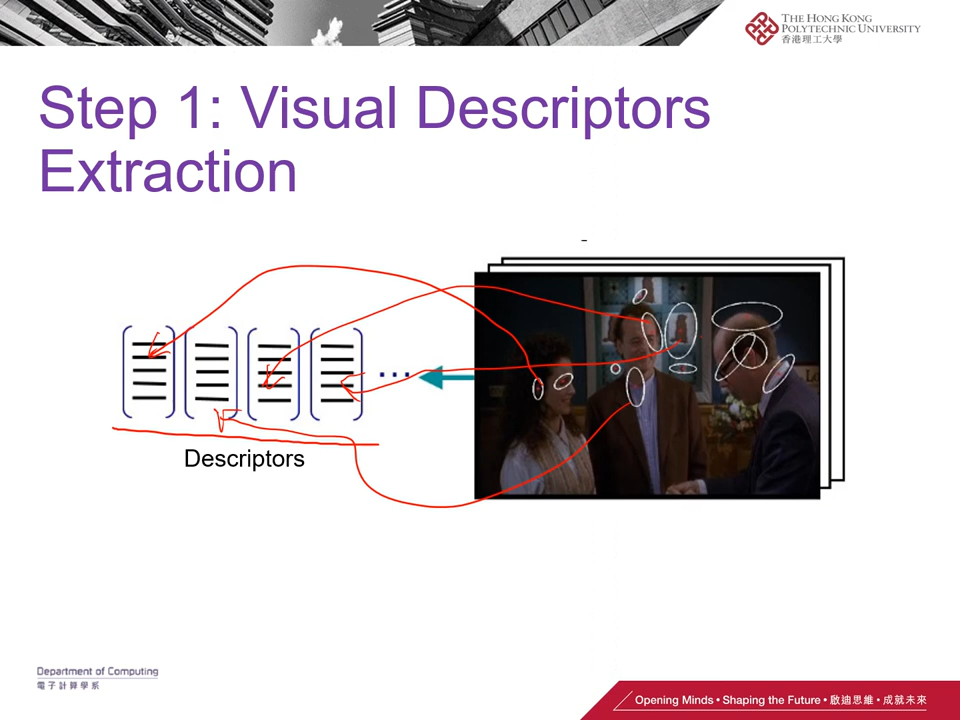 THE HONG KONG
POLYTECHNIC UNIVERSITY
香港理工大學
Step 1: Visual Descriptors
Extraction
...
Descriptors
Department of Computing
電子計算學系
Opening Minds • Shaping the Future • 啟迪思維 • 成就未來